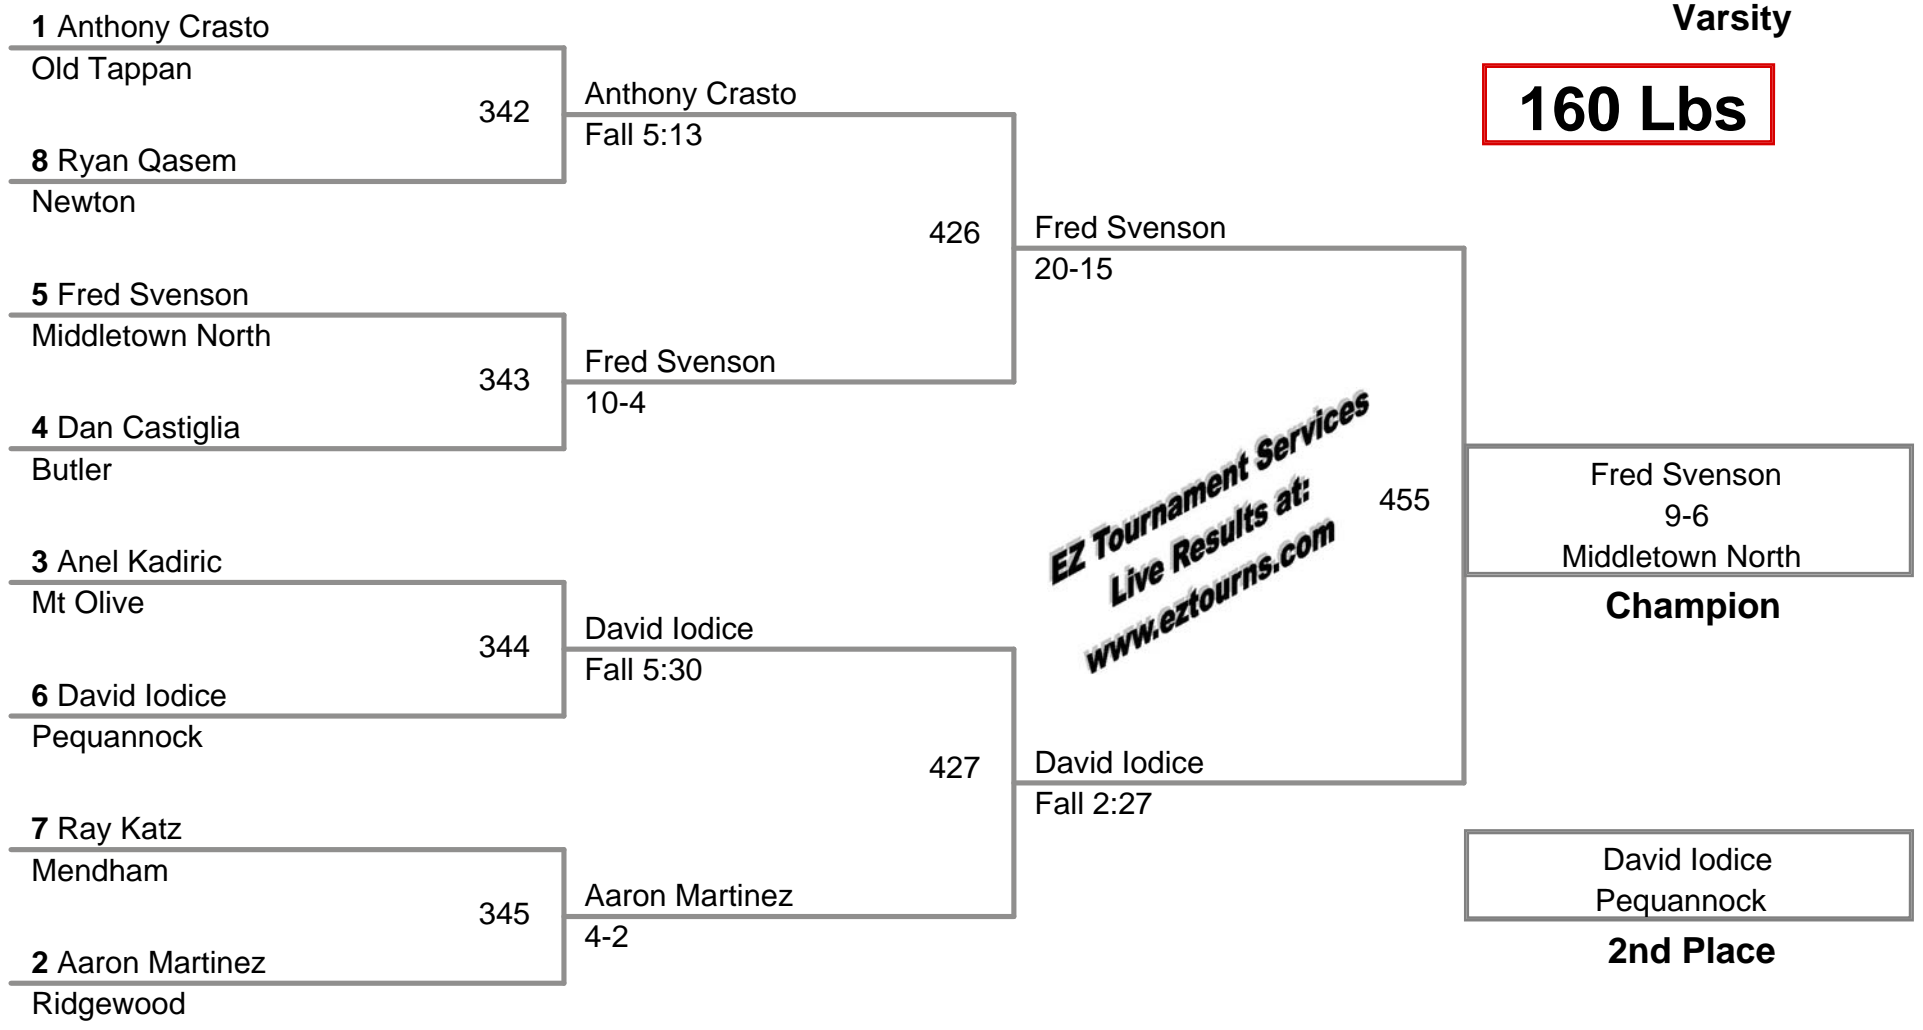 Varsity
160 Lbs
1 Anthony Crasto
Old Tappan
342
8 Ryan Qasem
Newton
5 Fred Svenson
Middletown North
343
4 Dan Castiglia
Butler
3 Anel Kadiric
Mt Olive
344
6 David Iodice
Pequannock
7 Ray Katz
Mendham
345
2 Aaron Martinez
Ridgewood
Anthony Crasto
Fall 5:13
426
Fred Svenson
10-4
David Iodice
Fall 5:30
427
Aaron Martinez
4-2
Fred Svenson
20-15
EZ Tournament Services
Live Results at:
www.eztourns.com
455
David Iodice
Fall 2:27
Fred Svenson
9-6
Middletown North
Champion
David Iodice
Pequannock
2nd Place